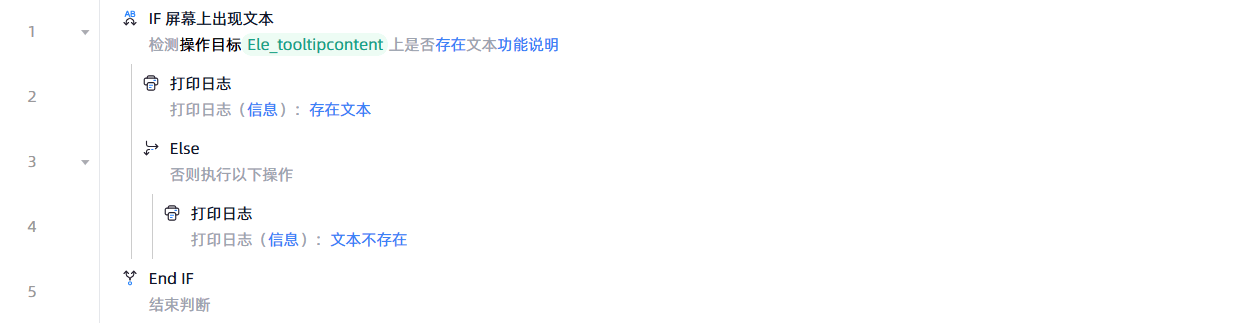 1
AB
IF 屏幕上出现文本
检测操作目标 Ele_tooltipcontent 上是否存在文本功能说明
2
打印日志
打印日志（信息）：存在文本
3
Else
否则执行以下操作
4
打印日志
打印日志（信息）：文本不存在
5
End IF
结束判断